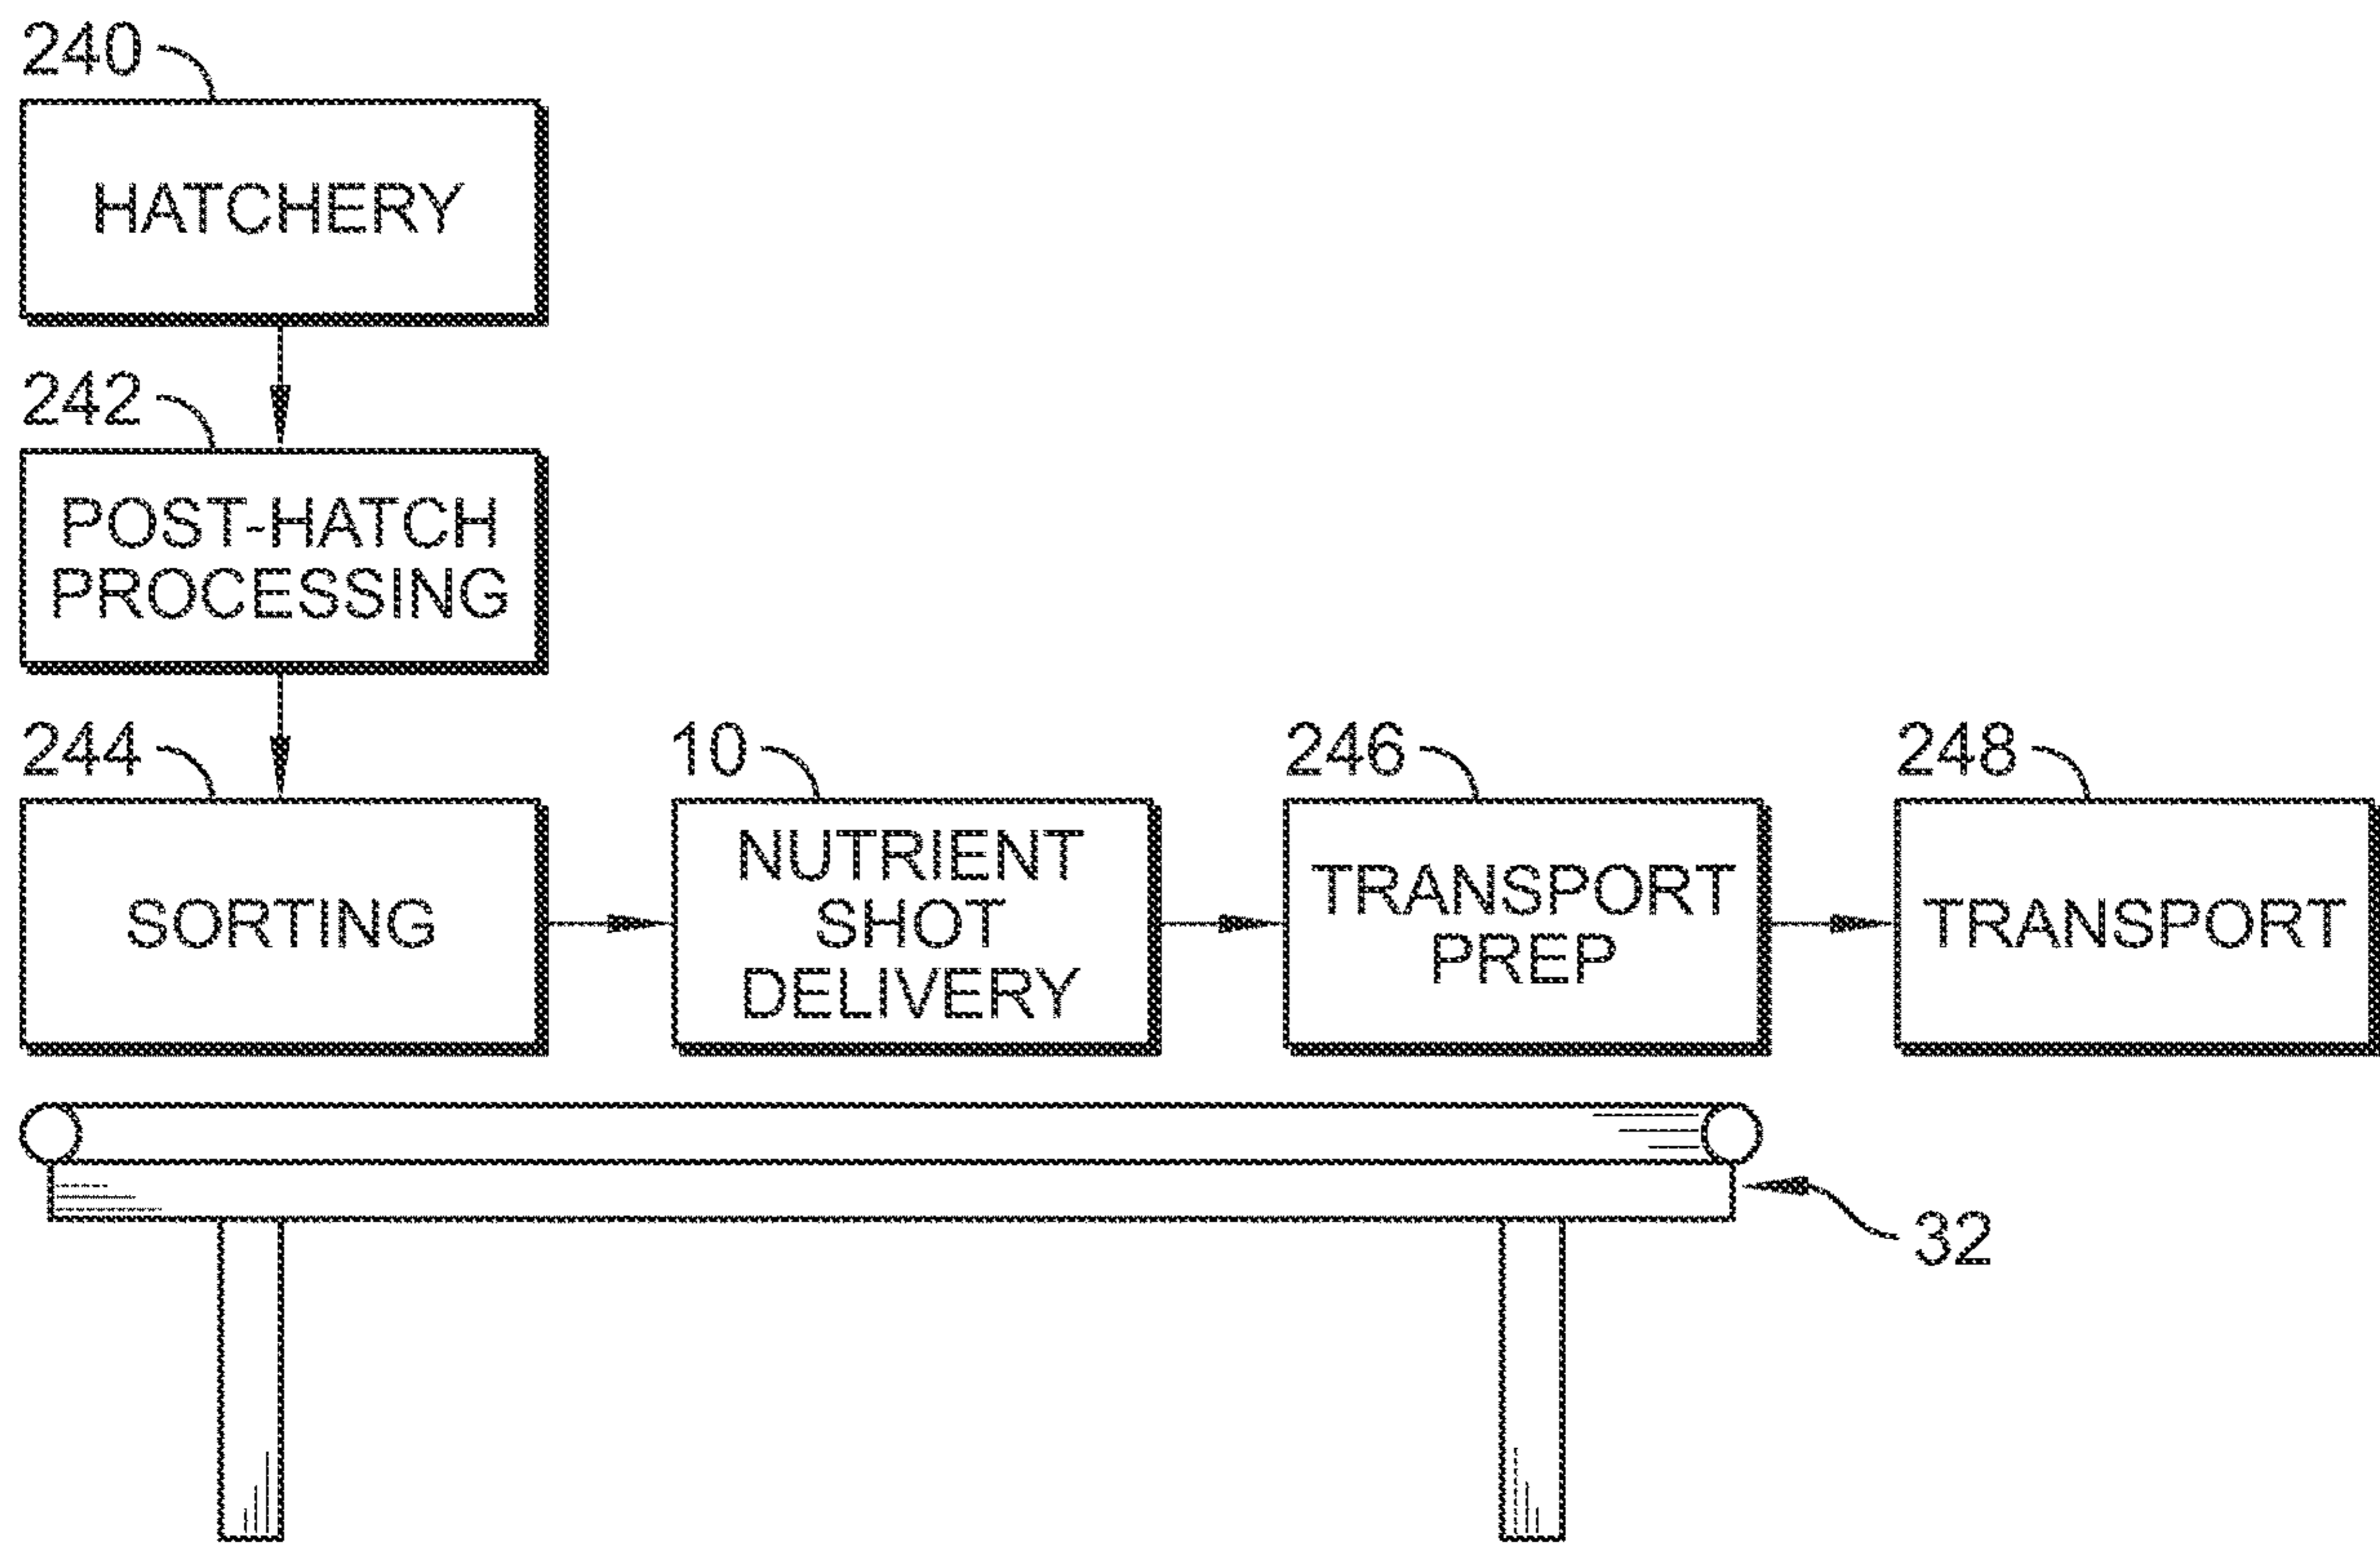 240
HATCHERY
242
POST-HATCH
PROCESSING
244
SORTING
10
NUTRIENT
SHOT
DELIVERY
246
TRANSPORT
PREP
248
TRANSPORT
32